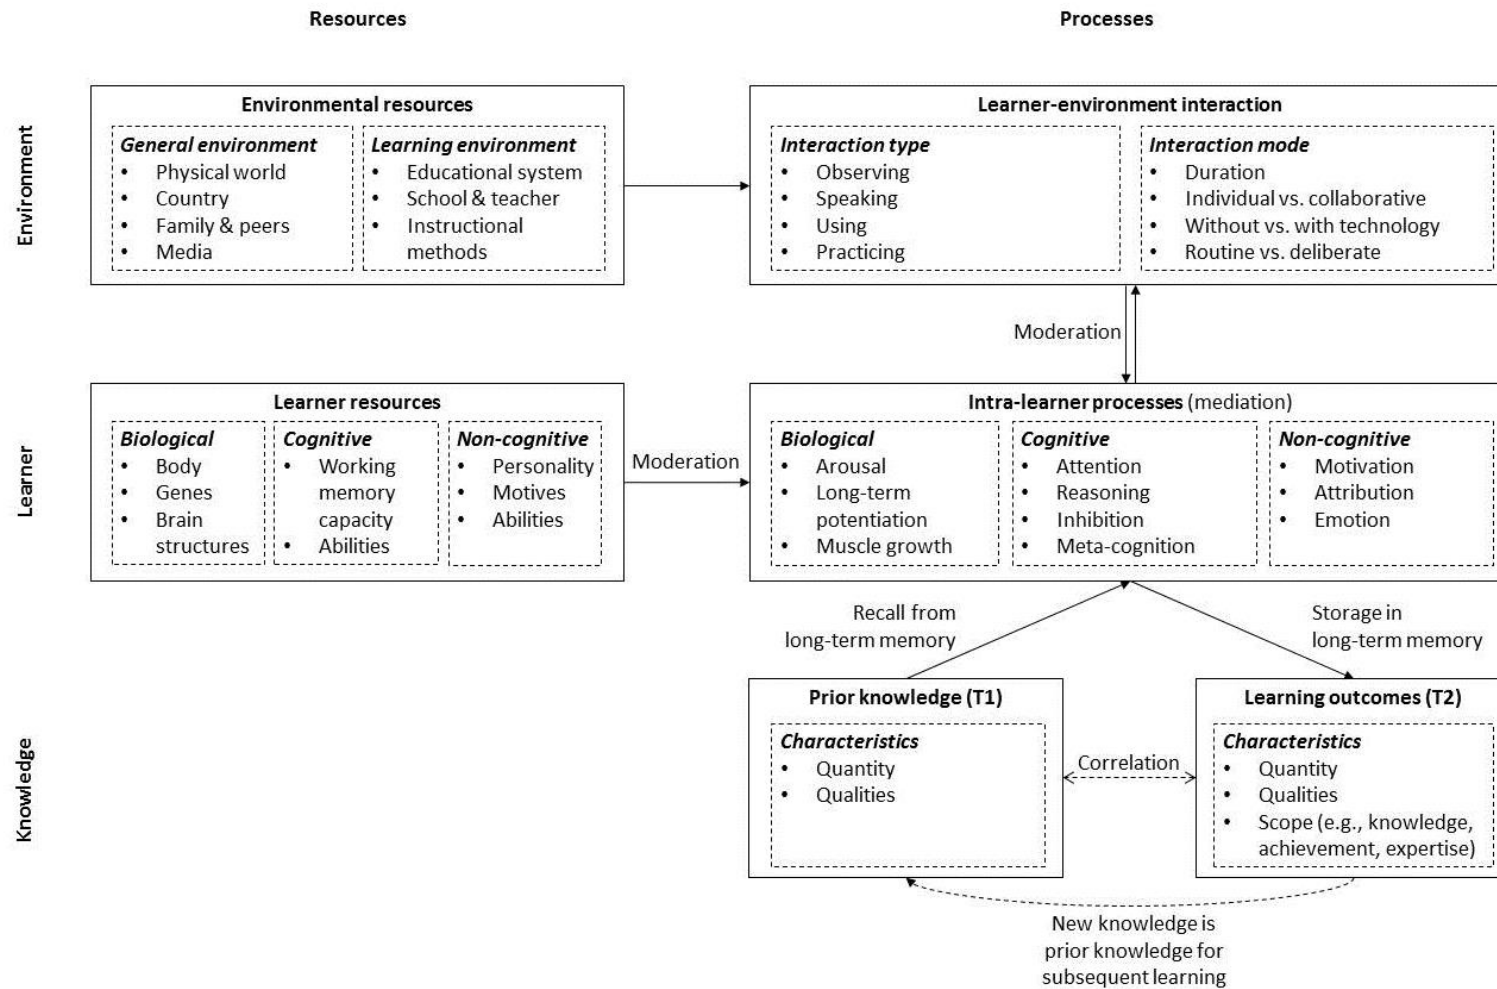 Resources
Processes
Environment
Environmental resources
General environment
• Physical world
• Country
• Family & peers
• Media
Learning environment
• Educational system
• School & teacher
• Instructional
methods
Learner-environment interaction
Interaction type
• Observing
• Speaking
• Using
• Practicing
Interaction mode
• Duration
• Individual vs. collaborative
• Without vs. with technology
• Routine vs. deliberate
Moderation
Learner
Learner resources
Biological
• Body
• Genes
• Brain
structures
Cognitive
• Working
memory
capacity
• Abilities
Non-cognitive
• Personality
• Motives
• Abilities
Moderation
Intra-learner processes (mediation)
Biological
• Arousal
• Long-term
potentiation
• Muscle growth
Cognitive
• Attention
• Reasoning
• Inhibition
• Meta-cognition
Non-cognitive
• Motivation
• Attribution
• Emotion
Recall from
long-term memory
Storage in
long-term memory
Knowledge
Prior knowledge (T1)
Characteristics
• Quantity
• Qualities
Correlation
Learning outcomes (T2)
Characteristics
• Quantity
• Qualities
• Scope (e.g., knowledge,
achievement, expertise)
New knowledge is
prior knowledge for
subsequent learning